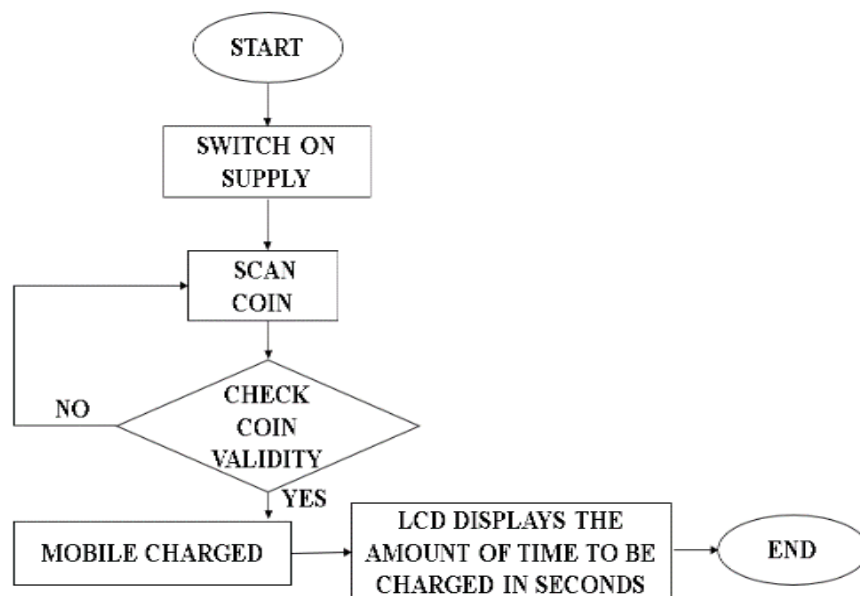 START
SWITCH ON
SUPPLY
SCAN
COIN
CHECK
COIN
VALIDITY
NO
YES
MOBILE CHARGED
LCD DISPLAYS THE
AMOUNT OF TIME TO BE
CHARGED IN SECONDS
END